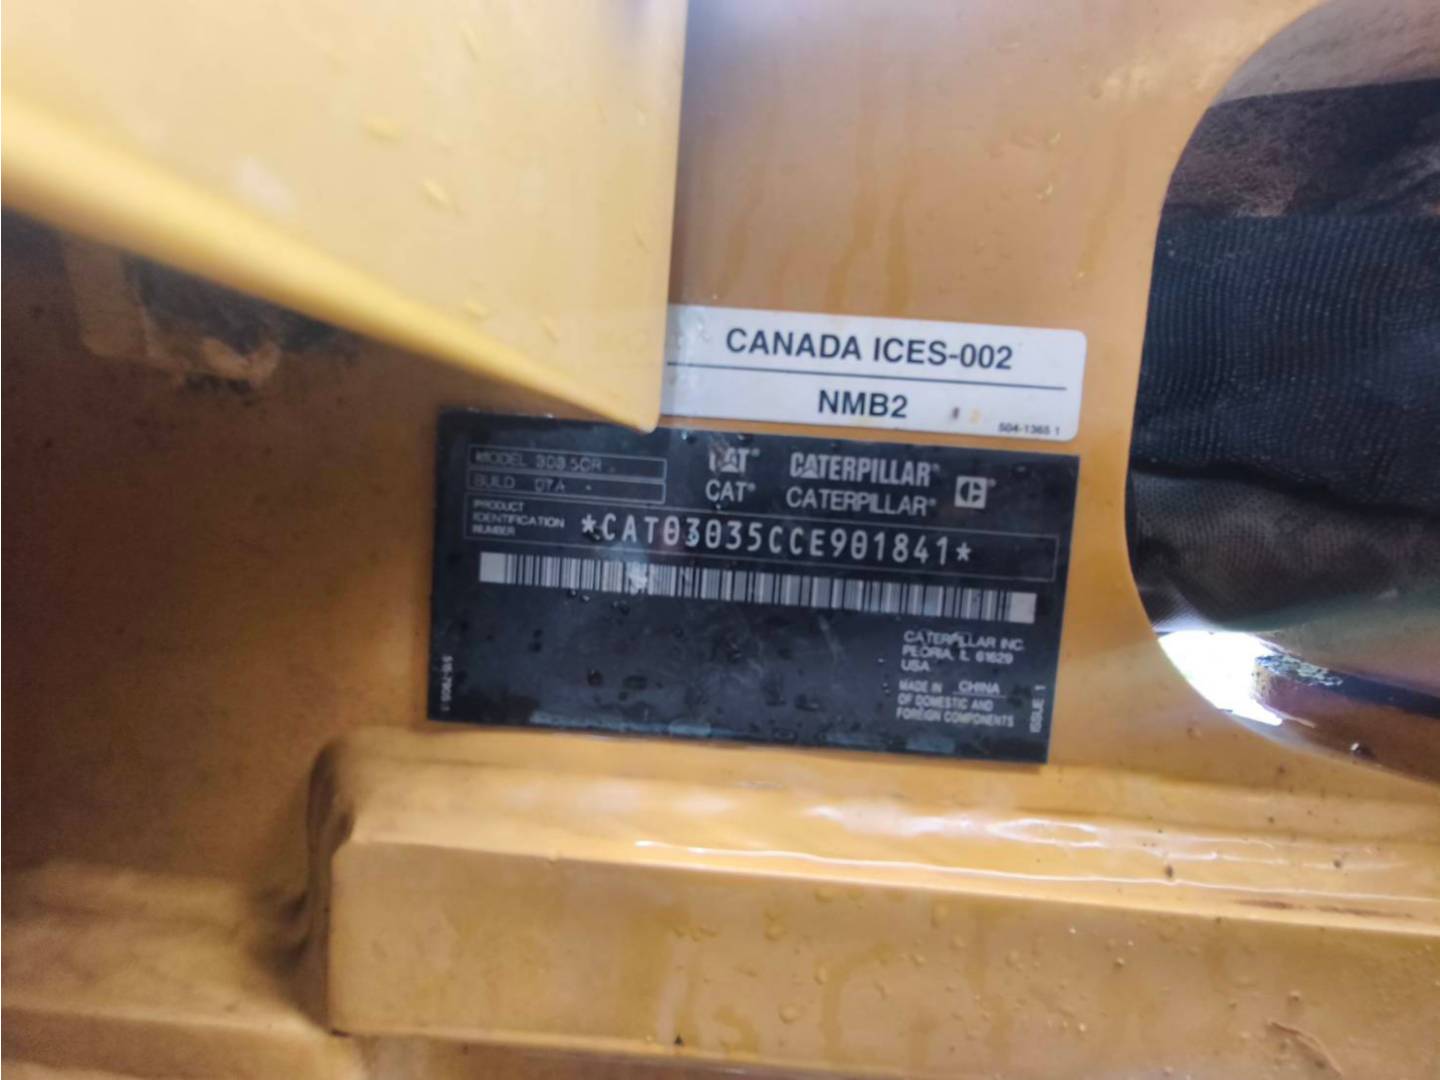 CANADA ICES-002
NMB2
504-1365 1
MODEL 303.5CR
BUILD 07A
CAT® CATERPILLAR®
CAT® CATERPILLAR®
PRODUCT
IDENTIFICATION
NUMBER
*CAT03035CCE901841*
CATERPILLAR INC.
PEORIA, IL 61629
USA
MADE IN CHINA
OF DOMESTIC AND
FOREIGN COMPONENTS
ISSUE: 1